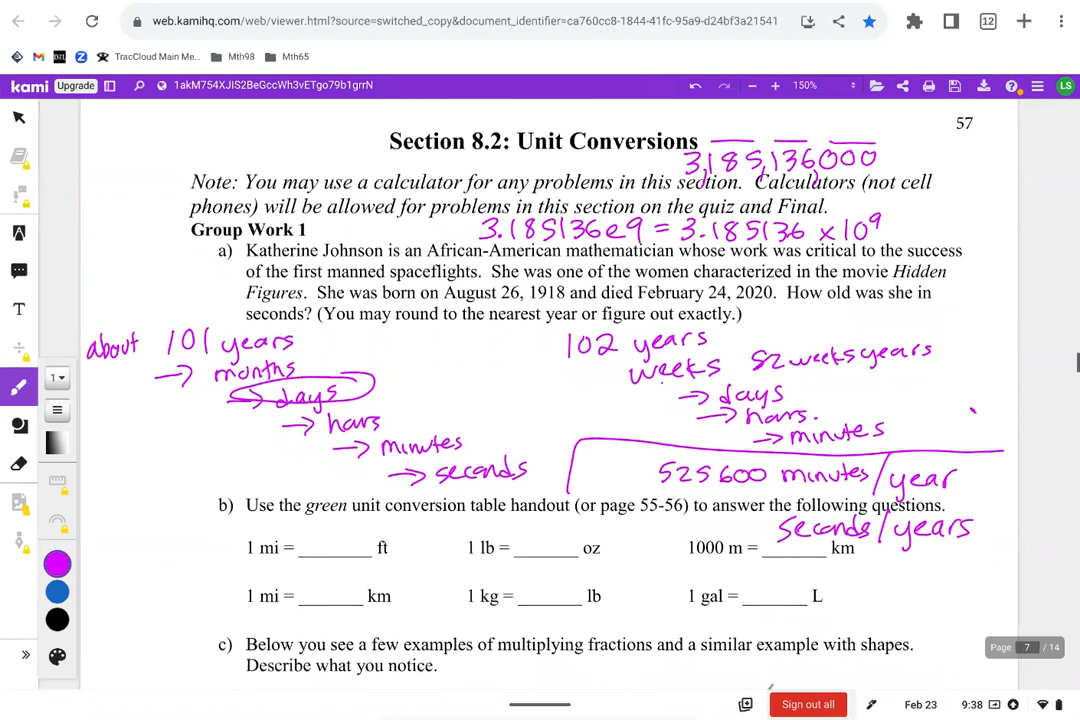 web.kamihq.com/web/viewer.html?source=switched_copy&document_identifier=ca760cc8-1844-41fc-95a9-d24bf3a21541
12
TracCloud Main Me...
Mth98
Mth65
kami
Upgrade
1akM754XJIS2BeGccWh3vETgo79b1grrN
150%
LS
57
Section 8.2: Unit Conversions
3,185,136,000
Note: You may use a calculator for any problems in this section. Calculators (not cell
phones) will be allowed for problems in this section on the quiz and Final.
Group Work 1
3.185136e9 = 3.185136 x 10^9
a) Katherine Johnson is an African-American mathematician whose work was critical to the success
of the first manned spaceflights. She was one of the women characterized in the movie Hidden
Figures. She was born on August 26, 1918 and died February 24, 2020. How old was she in
seconds? (You may round to the nearest year or figure out exactly.)
about 101 years
→ months
→ days
→ hars
→ minutes
→ seconds
102 years
weeks 52 weeks years
→ days
→ hars.
→ minutes
525600 minutes/year
b) Use the green unit conversion table handout (or page 55-56) to answer the following questions.
seconds/years
1 mi = ________ ft 1 lb = _______ oz 1000 m = _______ km
1 mi = _______ km 1 kg = _______ lb 1 gal = _______ L
c) Below you see a few examples of multiplying fractions and a similar example with shapes.
Describe what you notice.
Page 7 / 14
Sign out all
Feb 23
9:38